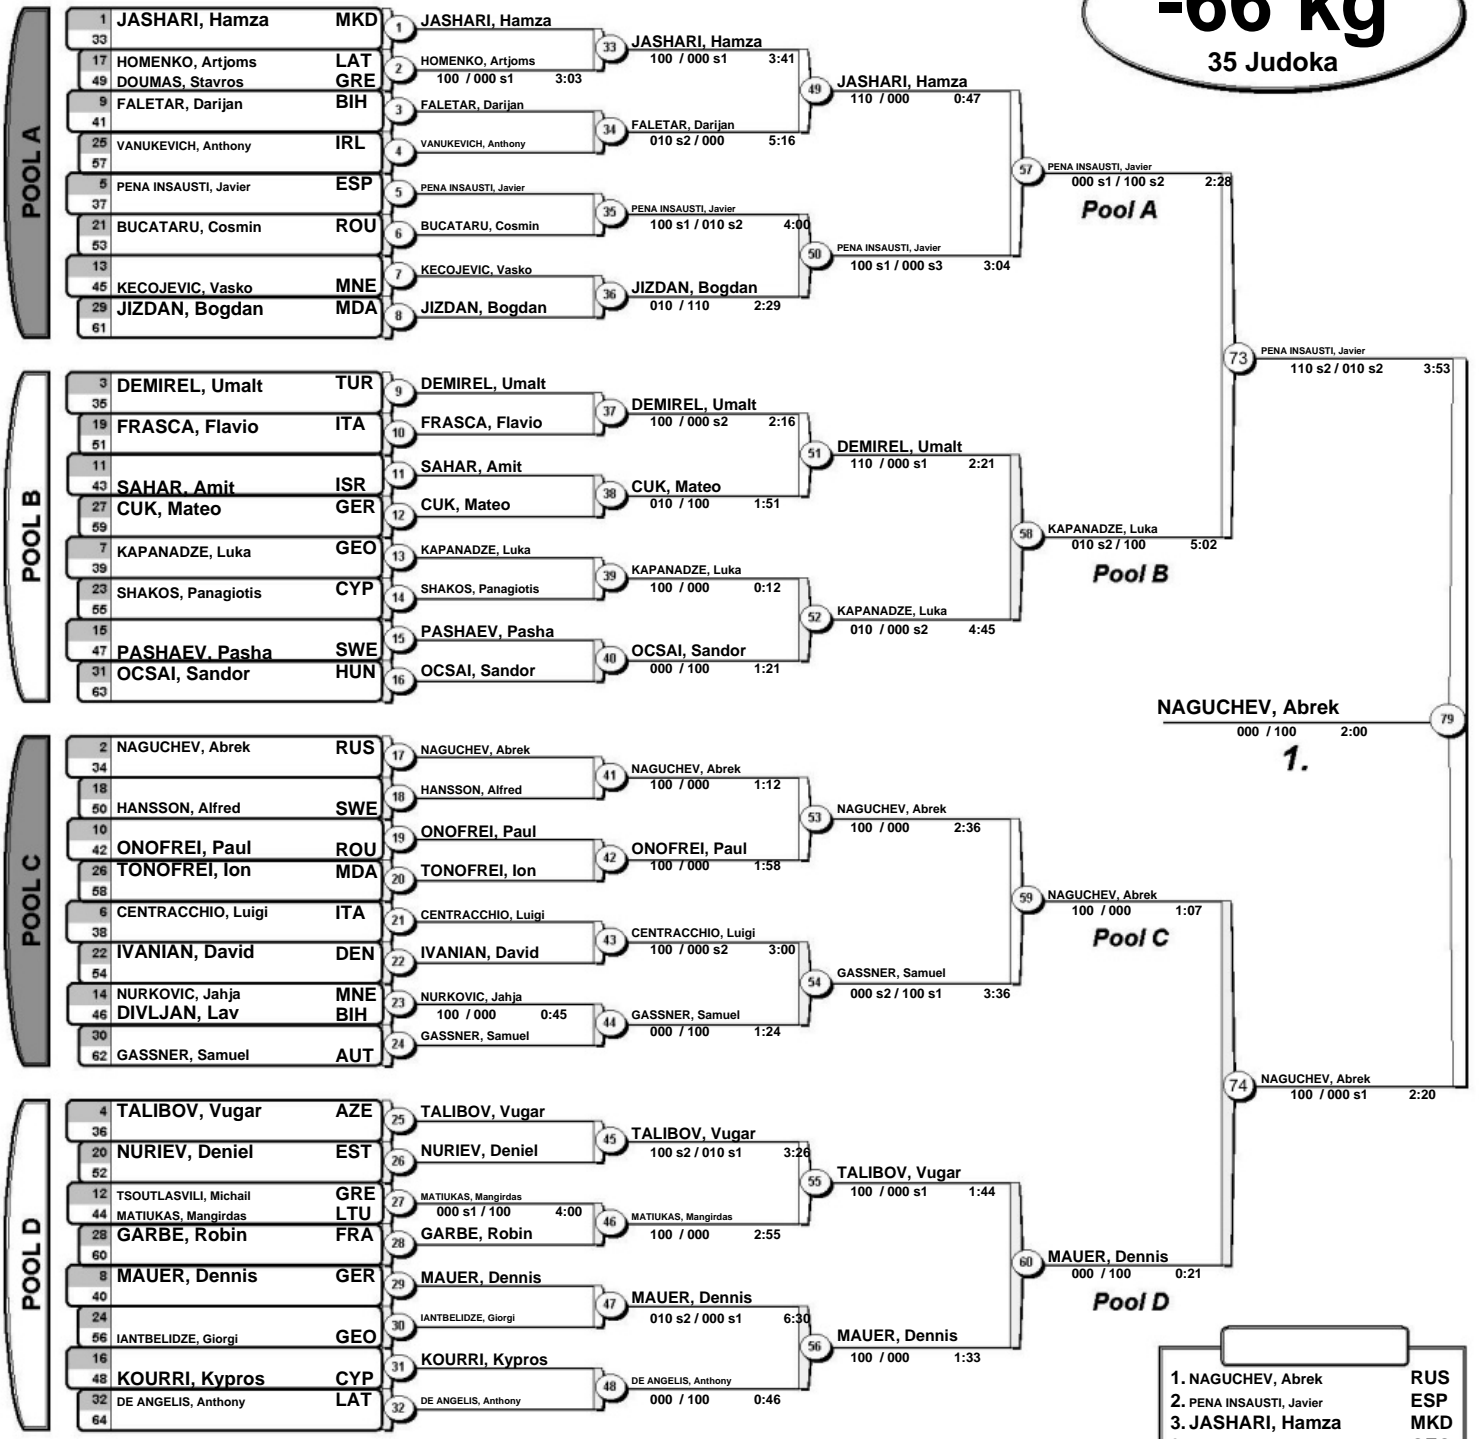 -66 kg
35 Judoka
POOL A
1 JASHARI, Hamza MKD
33
17 HOMENKO, Artjoms LAT
49 DOUMAS, Stavros GRE
9 FALETAR, Darijan BIH
41
25 VANUKEVICH, Anthony IRL
57
5 PENA INSAUSTI, Javier ESP
37
21 BUCATARU, Cosmin ROU
53
13
45 KECOJEVIC, Vasko MNE
29 JIZDAN, Bogdan MDA
61
1 JASHARI, Hamza
2 HOMENKO, Artjoms
100 / 000 s1 3:03
3 FALETAR, Darijan
4 VANUKEVICH, Anthony
5 PENA INSAUSTI, Javier
6 BUCATARU, Cosmin
7 KECOJEVIC, Vasko
8 JIZDAN, Bogdan
33 JASHARI, Hamza
100 / 000 s1 3:41
34 FALETAR, Darijan
010 s2 / 000 5:16
35 PENA INSAUSTI, Javier
100 s1 / 010 s2 4:00
36 JIZDAN, Bogdan
010 / 110 2:29
49 JASHARI, Hamza
110 / 000 0:47
50 PENA INSAUSTI, Javier
100 s1 / 000 s3 3:04
57 PENA INSAUSTI, Javier
000 s1 / 100 s2 2:28
Pool A
POOL B
3 DEMIREL, Umalt TUR
35
19 FRASCA, Flavio ITA
51
11
43 SAHAR, Amit ISR
27 CUK, Mateo GER
59
7 KAPANADZE, Luka GEO
39
23 SHAKOS, Panagiotis CYP
55
15
47 PASHAEV, Pasha SWE
31 OCSAI, Sandor HUN
63
9 DEMIREL, Umalt
10 FRASCA, Flavio
11 SAHAR, Amit
12 CUK, Mateo
13 KAPANADZE, Luka
14 SHAKOS, Panagiotis
15 PASHAEV, Pasha
16 OCSAI, Sandor
37 DEMIREL, Umalt
100 / 000 s2 2:16
38 CUK, Mateo
010 / 100 1:51
39 KAPANADZE, Luka
100 / 000 0:12
40 OCSAI, Sandor
000 / 100 1:21
51 DEMIREL, Umalt
110 / 000 s1 2:21
52 KAPANADZE, Luka
010 / 000 s2 4:45
58 KAPANADZE, Luka
010 s2 / 100 5:02
Pool B
73 PENA INSAUSTI, Javier
110 s2 / 010 s2 3:53
NAGUCHEV, Abrek 79
000 / 100 2:00
1.
POOL C
2 NAGUCHEV, Abrek RUS
34
18
50 HANSSON, Alfred SWE
10
42 ONOFREI, Paul ROU
26 TONOFREI, Ion MDA
58
6 CENTRACCHIO, Luigi ITA
38
22 IVANIAN, David DEN
54
14 NURKOVIC, Jahja MNE
46 DIVLJAN, Lav BIH
30
62 GASSNER, Samuel AUT
17 NAGUCHEV, Abrek
18 HANSSON, Alfred
19 ONOFREI, Paul
20 TONOFREI, Ion
21 CENTRACCHIO, Luigi
22 IVANIAN, David
23 NURKOVIC, Jahja
100 / 000 0:45
24 GASSNER, Samuel
41 NAGUCHEV, Abrek
100 / 000 1:12
42 ONOFREI, Paul
100 / 000 1:58
43 CENTRACCHIO, Luigi
100 / 000 s2 3:00
44 GASSNER, Samuel
000 / 100 1:24
53 NAGUCHEV, Abrek
100 / 000 2:36
54 GASSNER, Samuel
000 s2 / 100 s1 3:36
59 NAGUCHEV, Abrek
100 / 000 1:07
Pool C
74 NAGUCHEV, Abrek
100 / 000 s1 2:20
POOL D
4 TALIBOV, Vugar AZE
36
20 NURIEV, Deniel EST
52
12 TSOUTLASVILI, Michail GRE
44 MATIUKAS, Mangirdas LTU
28 GARBE, Robin FRA
60
8 MAUER, Dennis GER
40
24
56 IANTBELIDZE, Giorgi GEO
16
48 KOURRI, Kypros CYP
32 DE ANGELIS, Anthony LAT
64
25 TALIBOV, Vugar
26 NURIEV, Deniel
27 MATIUKAS, Mangirdas
000 s1 / 100 4:00
28 GARBE, Robin
29 MAUER, Dennis
30 IANTBELIDZE, Giorgi
31 KOURRI, Kypros
32 DE ANGELIS, Anthony
45 TALIBOV, Vugar
100 s2 / 010 s1 3:26
46 MATIUKAS, Mangirdas
100 / 000 2:55
47 MAUER, Dennis
010 s2 / 000 s1 6:30
48 DE ANGELIS, Anthony
000 / 100 0:46
55 TALIBOV, Vugar
100 / 000 s1 1:44
56 MAUER, Dennis
100 / 000 1:33
60 MAUER, Dennis
000 / 100 0:21
Pool D
1. NAGUCHEV, Abrek RUS
2. PENA INSAUSTI, Javier ESP
3. JASHARI, Hamza MKD